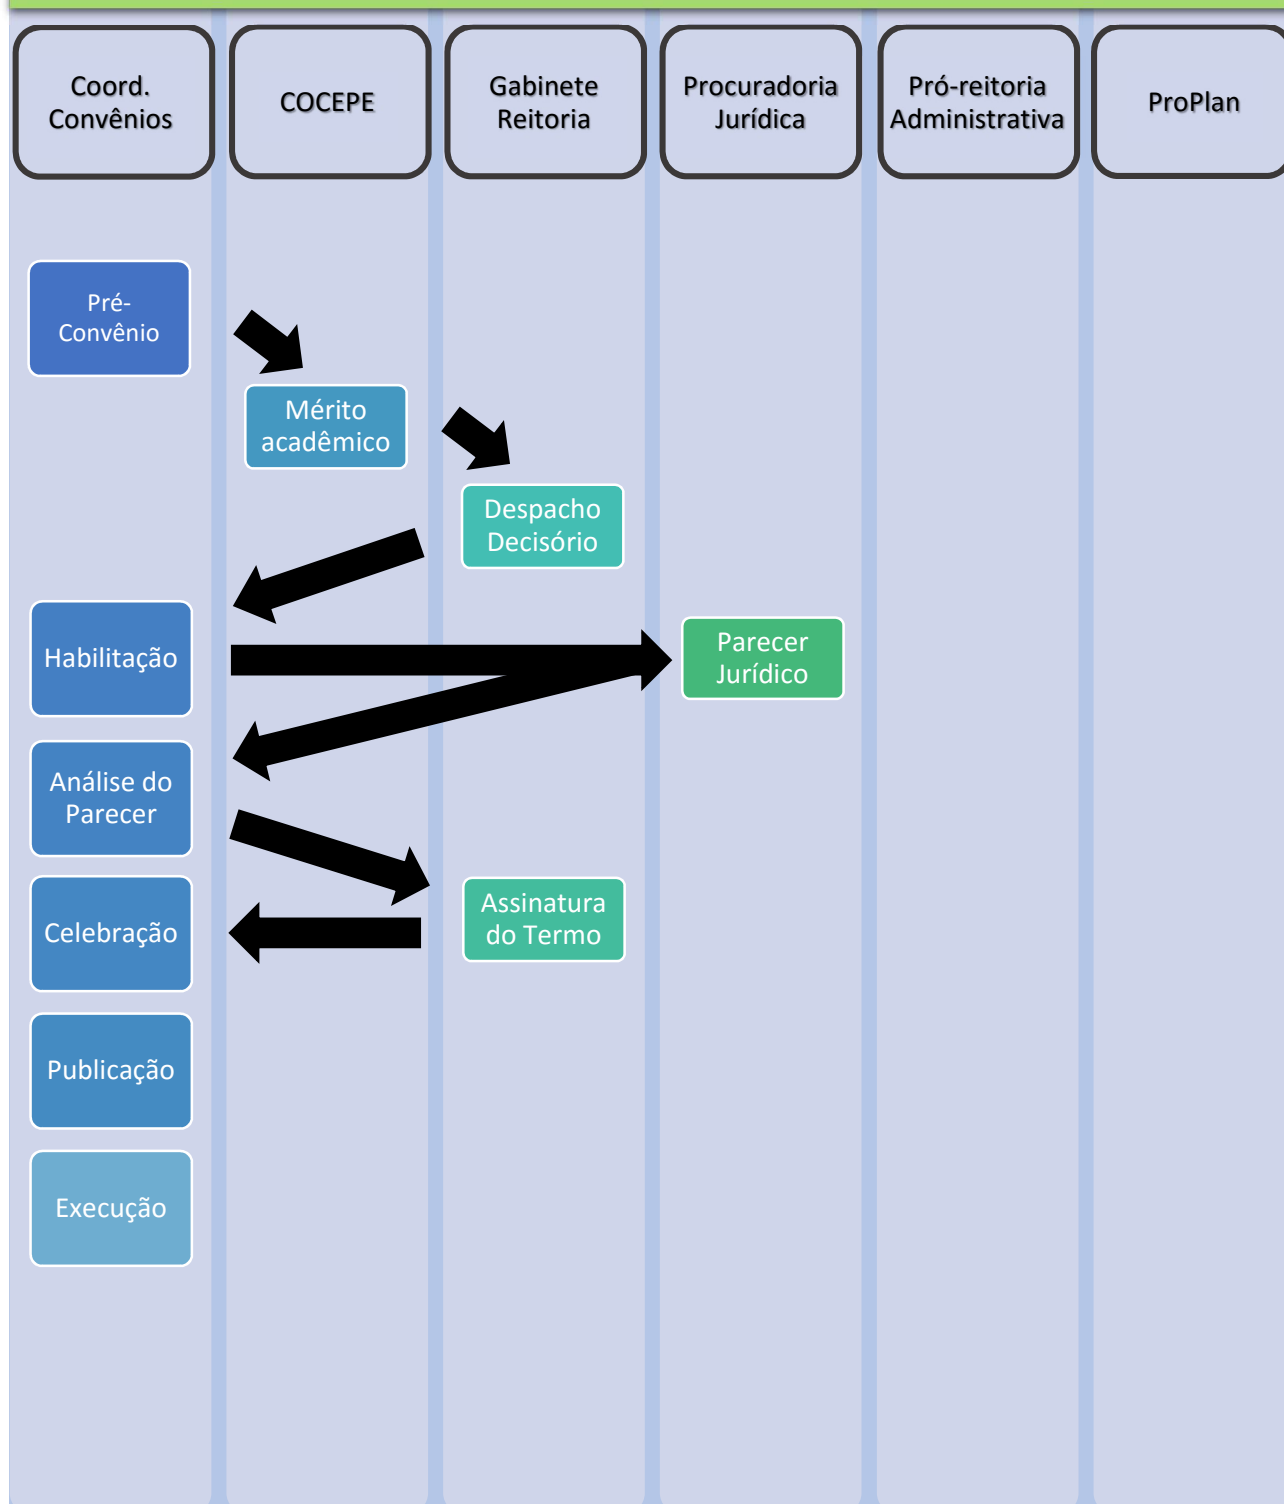 Coord.
Convênios
COCEPE
Gabinete
Reitoria
Procuradoria
Jurídica
Pró-reitoria
Administrativa
ProPlan
Pré-
Convênio
Mérito
acadêmico
Despacho
Decisório
Habilitação
Parecer
Jurídico
Análise do
Parecer
Celebração
Assinatura
do Termo
Publicação
Execução